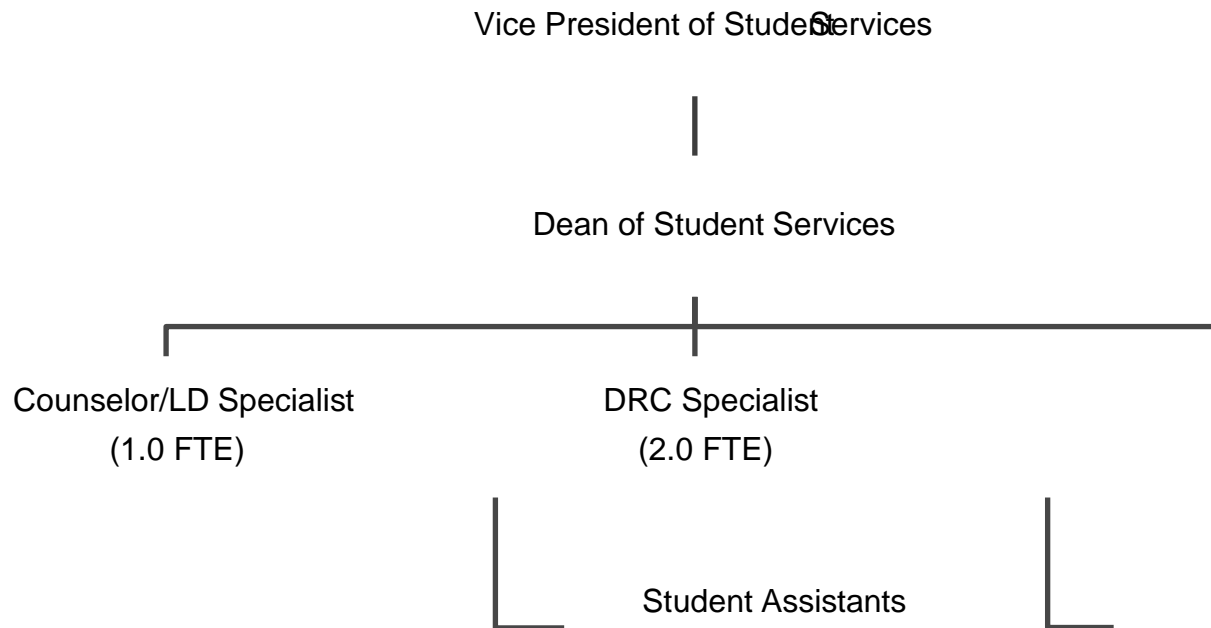 Vice President of Student Services
Dean of Student Services
Counselor/LD Specialist
DRC Specialist
(1.0 FTE)
(2.0 FTE)
Student Assistants